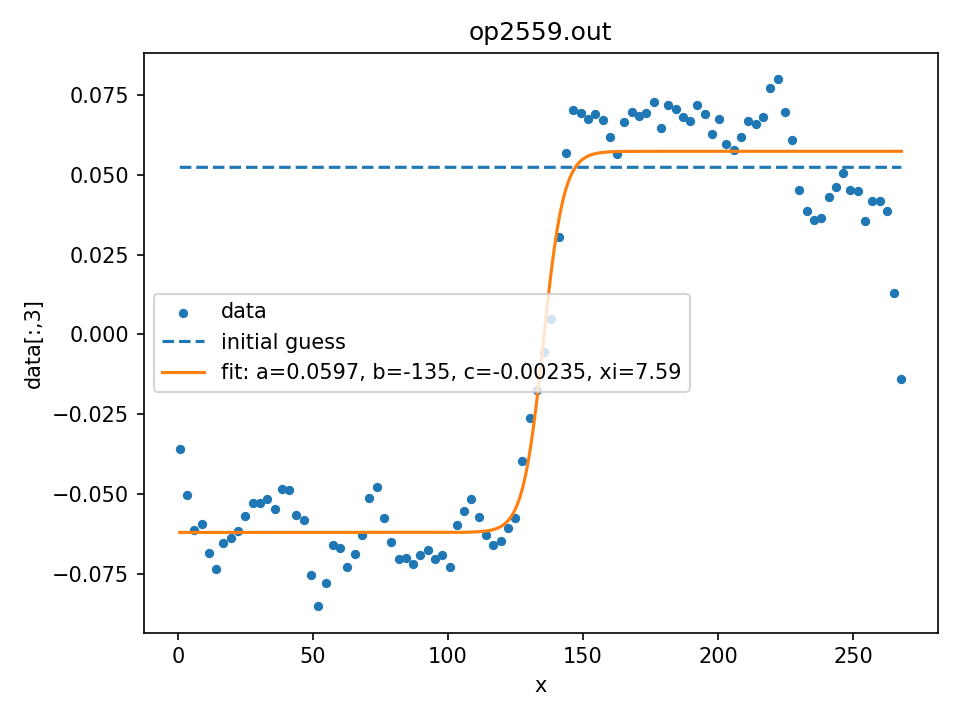 op2559.out
0.075
0.050
0.025
0.000
−0.025
−0.050
−0.075
data[:,3]
data
initial guess
fit: a=0.0597, b=-135, c=-0.00235, xi=7.59
0 50 100 150 200 250
x